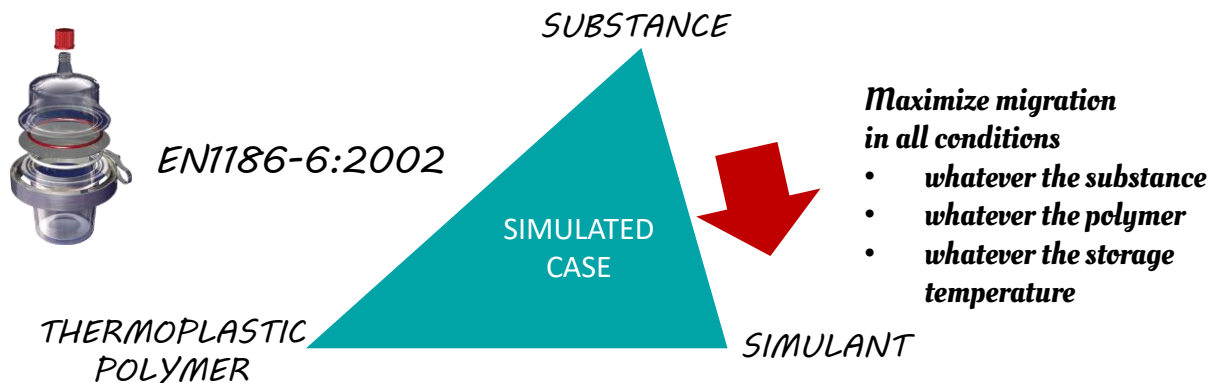 SUBSTANCE
EN1186-6:2002
Maximize migration
in all conditions
• whatever the substance
• whatever the polymer
• whatever the storage
temperature
SIMULATED
CASE
THERMOPLASTIC
POLYMER
SIMULANT